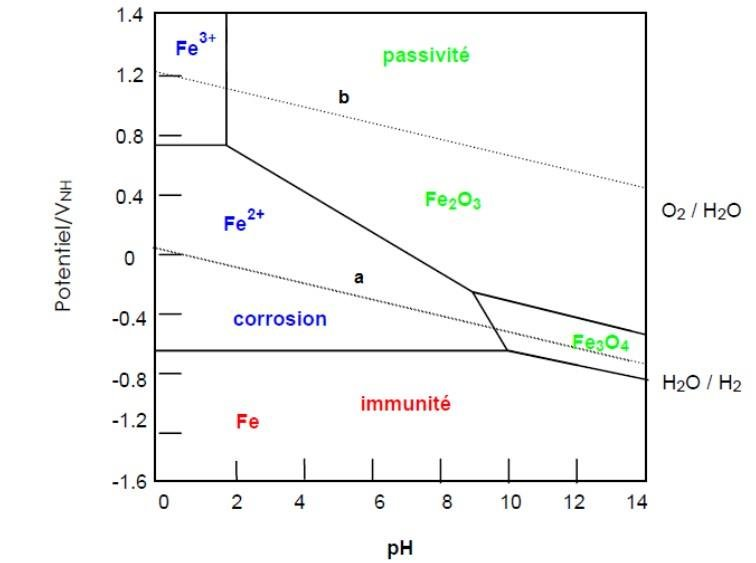 1.4
Fe3+
passivité
1.2
b
0.8
Fe2O3
0.4
Fe2+
O2 / H2O
Potentiel/VNH
0
a
-0.4
corrosion
Fe3O4
-0.8
H2O / H2
immunité
-1.2
Fe
-1.6
0 2 4 6 8 10 12 14
pH